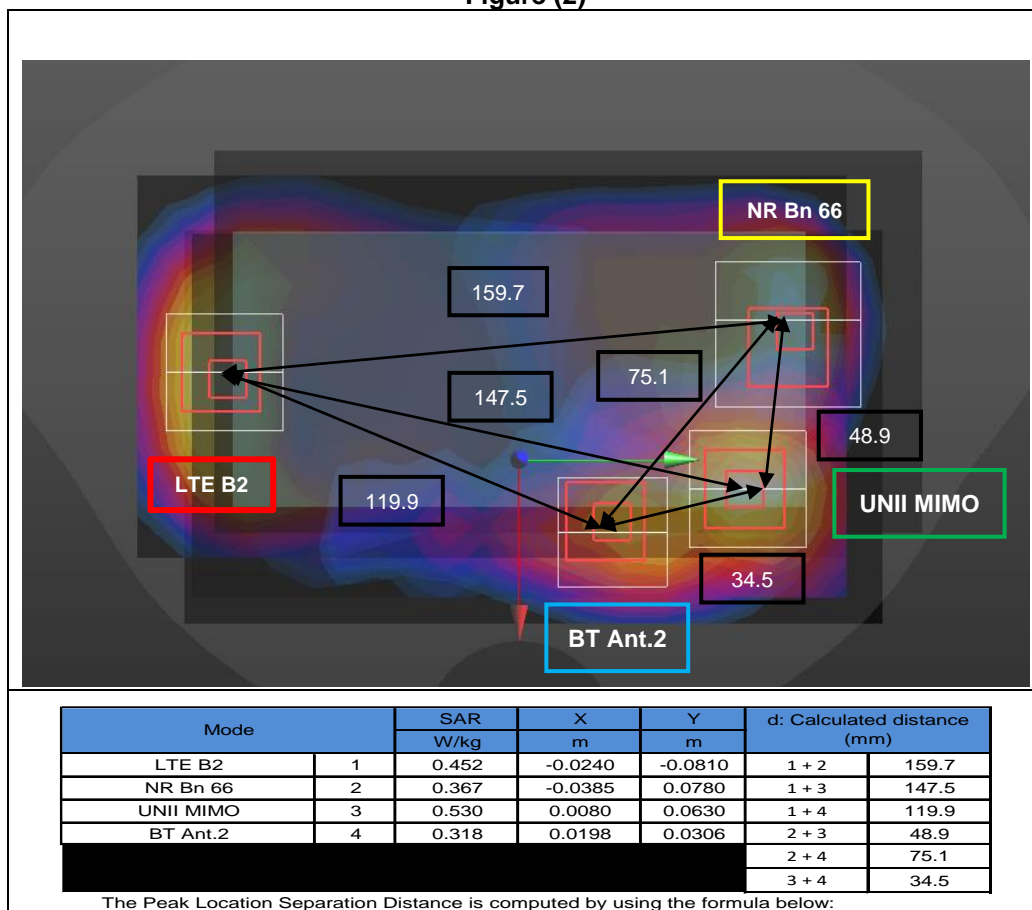 Figure (2)
NR Bn 66
159.7
75.1
147.5
48.9
LTE B2
119.9
UNII MIMO
34.5
BT Ant.2
Mode SAR X Y d: Calculated distance
W/kg m m (mm)
LTE B2 1 0.452 -0.0240 -0.0810 1 + 2 159.7
NR Bn 66 2 0.367 -0.0385 0.0780 1 + 3 147.5
UNII MIMO 3 0.530 0.0080 0.0630 1 + 4 119.9
BT Ant.2 4 0.318 0.0198 0.0306 2 + 3 48.9
2 + 4 75.1
3 + 4 34.5
The Peak Location Separation Distance is computed by using the formula below: